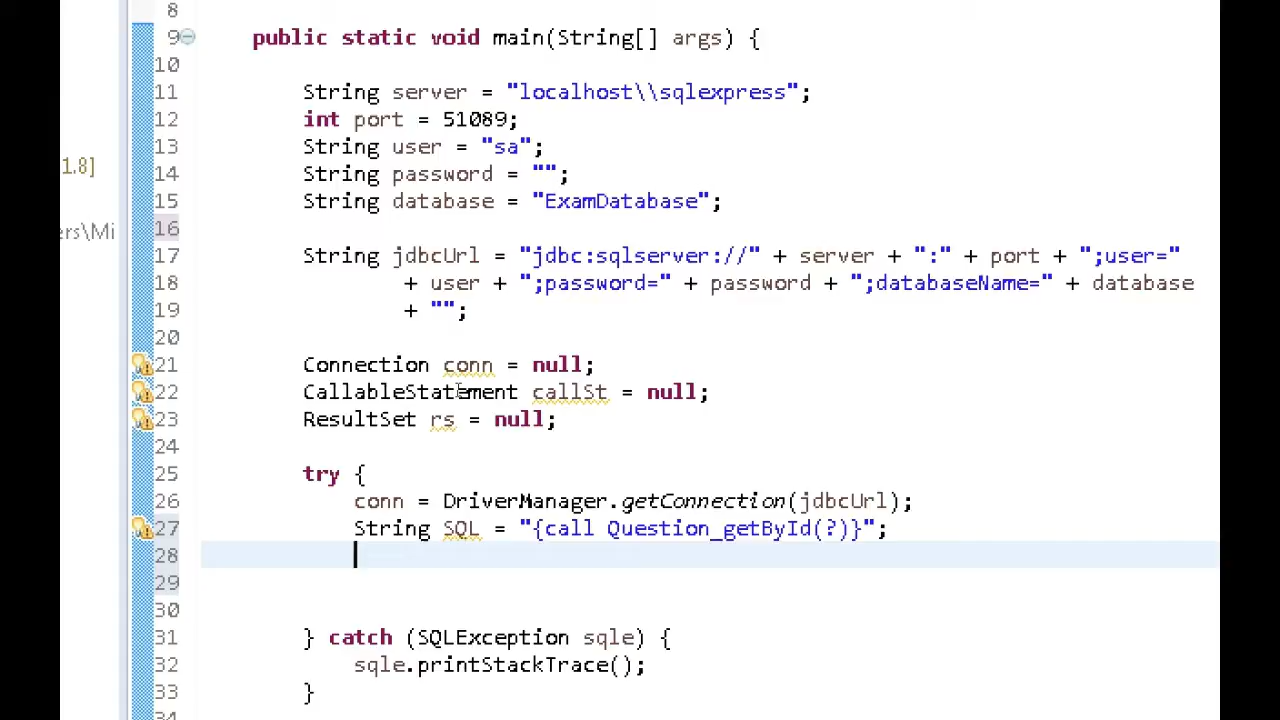 8
9 public static void main(String[] args) {
10
11 String server = "localhost\\sqlexpress";
12 int port = 51089;
13 String user = "sa";
1.8]
14 String password = "";
15 String database = "ExamDatabase";
16
ers\Mi
17 String jdbcUrl = "jdbc:sqlserver://" + server + ":" + port + ";user="
18 + user + ";password=" + password + ";databaseName=" + database
19 + "";
20
21 Connection conn = null;
22 CallableStatement callSt = null;
23 ResultSet rs = null;
24
25 try {
26 conn = DriverManager.getConnection(jdbcUrl);
27 String SQL = "{call Question_getById(?)}";
28
29
30
31 } catch (SQLException sqle) {
32 sqle.printStackTrace();
33 }
34